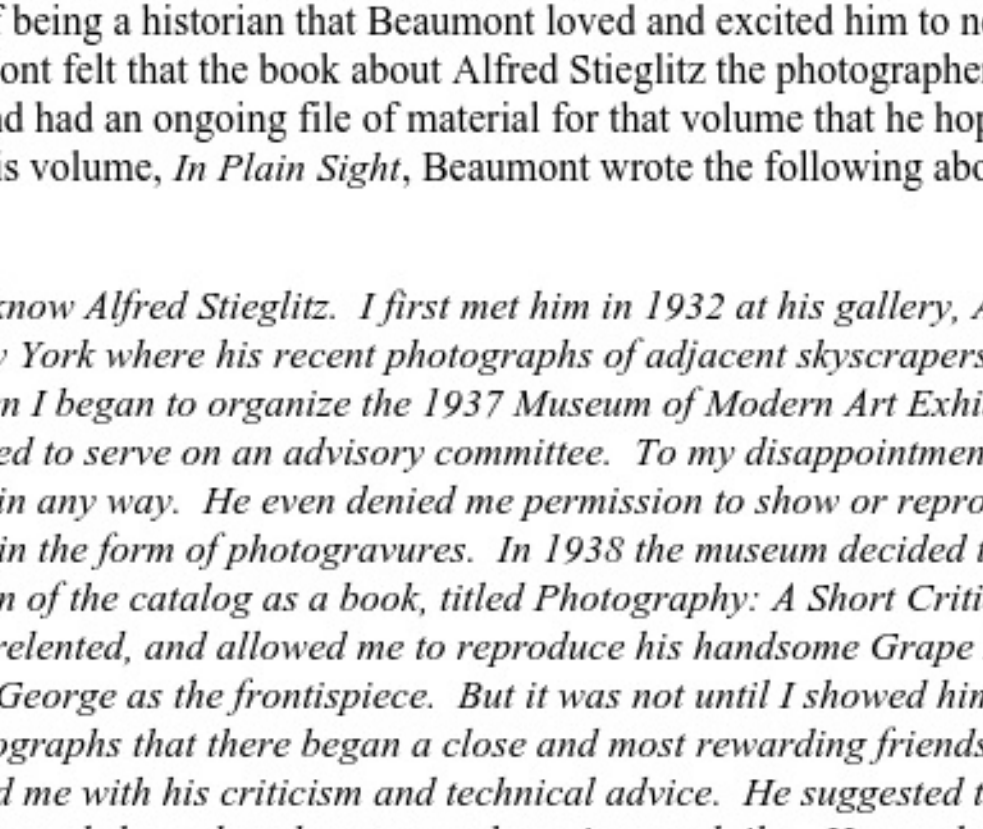 being a historian that Beaumont loved and excited him to
ont felt that the book about Alfred Stieglitz the photographer
d had an ongoing file of material for that volume that he hop
is volume, In Plain Sight, Beaumont wrote the following abo
know Alfred Stieglitz. I first met him in 1932 at his gallery, A
York where his recent photographs of adjacent skyscrapers
n I began to organize the 1937 Museum of Modern Art Exhi
ed to serve on an advisory committee. To my disappointmen
in any way. He even denied me permission to show or repro
in the form of photogravures. In 1938 the museum decided t
n of the catalog as a book, titled Photography: A Short Criti
relented, and allowed me to reproduce his handsome Grape
George as the frontispiece. But it was not until I showed him
ographs that there began a close and most rewarding friends
d me with his criticism and technical advice. He suggested t